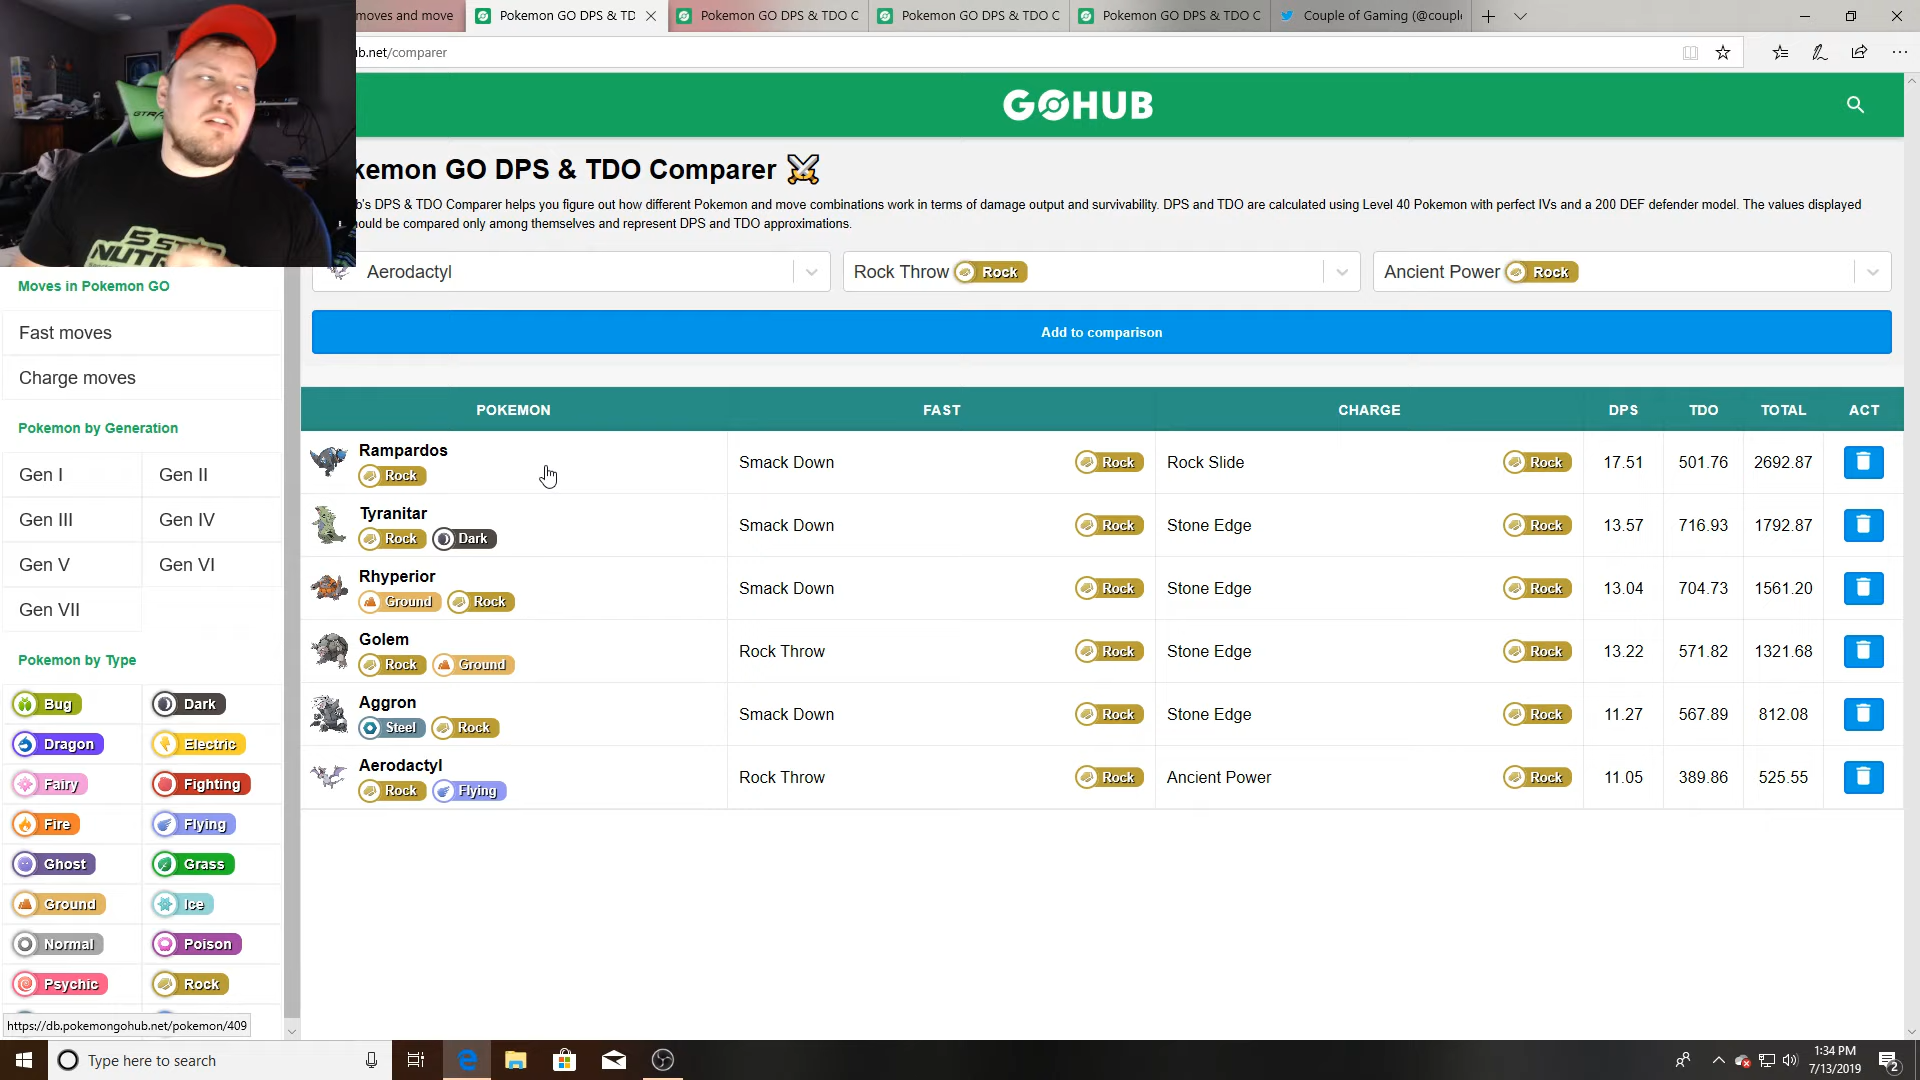 moves and move
Pokemon GO DPS & TD
Pokemon GO DPS & TDO C
Pokemon GO DPS & TDO C
Pokemon GO DPS & TDO C
Couple of Gaming (@coupl
ub.net/comparer
GOHUB
kemon GO DPS & TDO Comparer
b's DPS & TDO Comparer helps you figure out how different Pokemon and move combinations work in terms of damage output and survivability. DPS and TDO are calculated using Level 40 Pokemon with perfect IVs and a 200 DEF defender model. The values displayed
ould be compared only among themselves and represent DPS and TDO approximations.
Aerodactyl
Rock Throw Rock
Ancient Power Rock
Add to comparison
Moves in Pokemon GO
Fast moves
Charge moves
Pokemon by Generation
Gen I Gen II
Gen III Gen IV
Gen V Gen VI
Gen VII
Pokemon by Type
Bug Dark
Dragon Electric
Fairy Fighting
Fire Flying
Ghost Grass
Ground Ice
Normal Poison
Psychic Rock
POKEMON FAST CHARGE DPS TDO TOTAL ACT
Rampardos
Rock
Smack Down Rock Rock Slide Rock 17.51 501.76 2692.87
Tyranitar
Rock Dark
Smack Down Rock Stone Edge Rock 13.57 716.93 1792.87
Rhyperior
Ground Rock
Smack Down Rock Stone Edge Rock 13.04 704.73 1561.20
Golem
Rock Ground
Rock Throw Rock Stone Edge Rock 13.22 571.82 1321.68
Aggron
Steel Rock
Smack Down Rock Stone Edge Rock 11.27 567.89 812.08
Aerodactyl
Rock Flying
Rock Throw Rock Ancient Power Rock 11.05 389.86 525.55
https://db.pokemongohub.net/pokemon/409
Type here to search
1:34 PM
7/13/2019
2